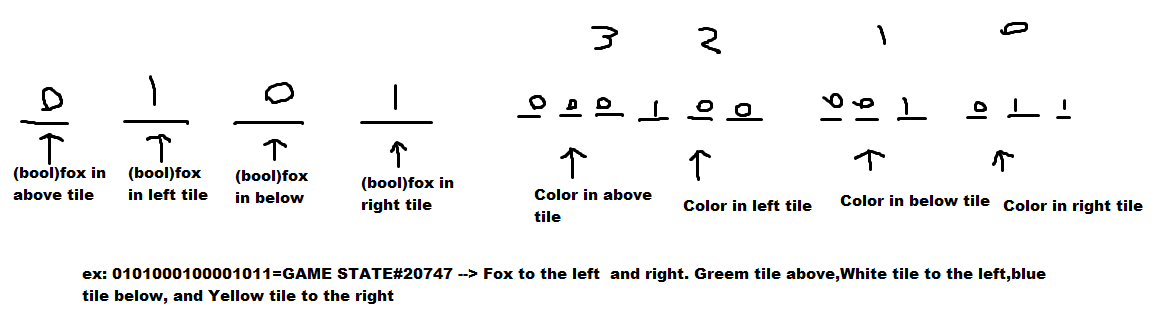 3 2 1 0
0 1 0 1 0 0 0 1 0 0 0 0 1 0 1 1
(bool)fox in above tile
(bool)fox in left tile
(bool)fox in below
(bool)fox in right tile
Color in above tile
Color in left tile
Color in below tile
Color in right tile
ex: 0101000100001011=GAME STATE#20747 --> Fox to the left and right. Greem tile above,White tile to the left,blue
tile below, and Yellow tile to the right